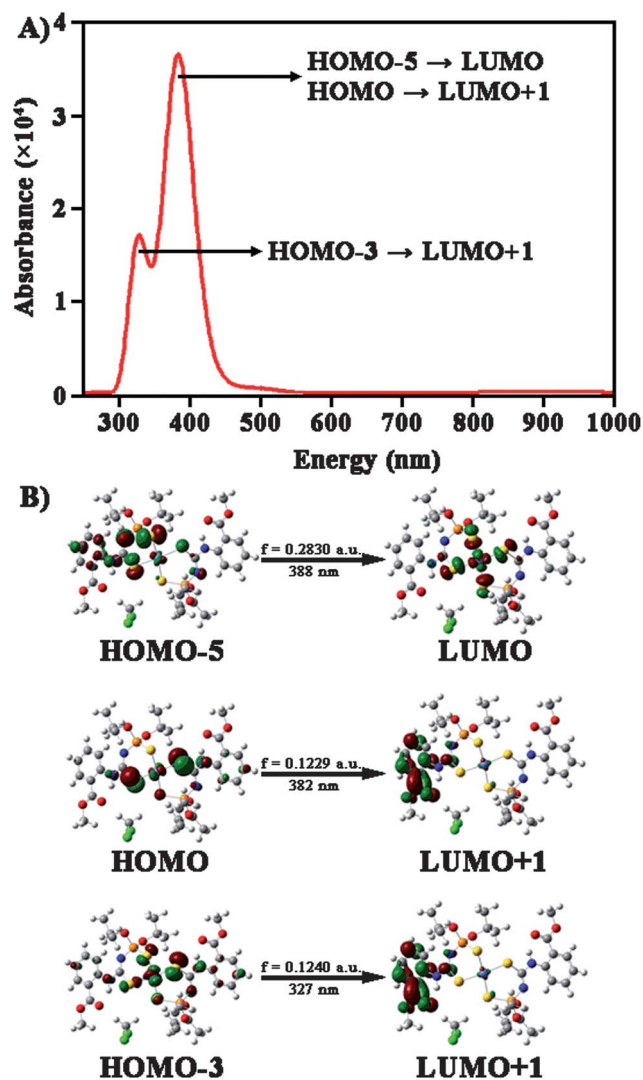 A)
4
3
2
1
0
Absorbance (×10⁴)
HOMO-5 → LUMO
HOMO → LUMO+1
HOMO-3 → LUMO+1
300 400 500 600 700 800 900 1000
Energy (nm)
B)
f = 0.2830 a.u.
388 nm
HOMO-5 LUMO
f = 0.1229 a.u.
382 nm
HOMO LUMO+1
f = 0.1240 a.u.
327 nm
HOMO-3 LUMO+1